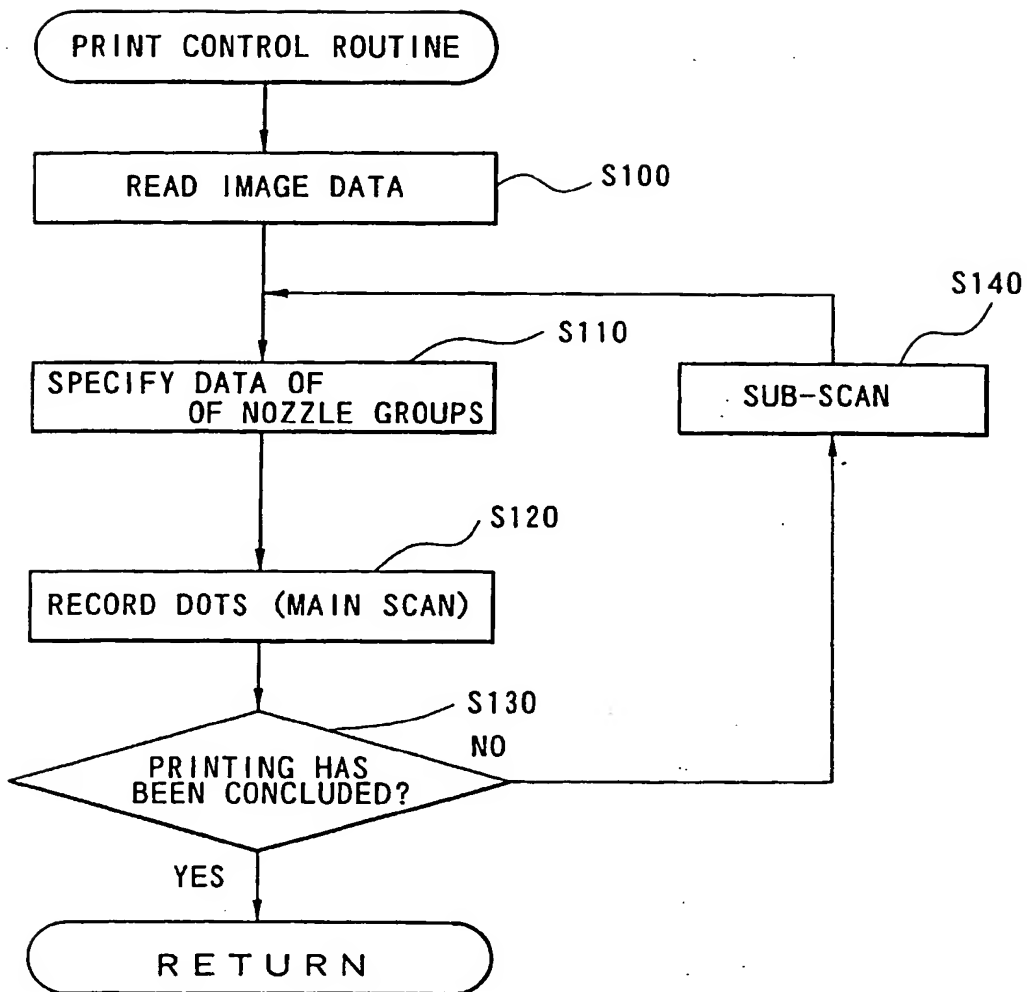 PRINT CONTROL ROUTINE
READ IMAGE DATA
S100
S140
S110
SPECIFY DATA OF
OF NOZZLE GROUPS
SUB-SCAN
S120
RECORD DOTS (MAIN SCAN)
S130
NO
PRINTING HAS
BEEN CONCLUDED?
YES
RETURN